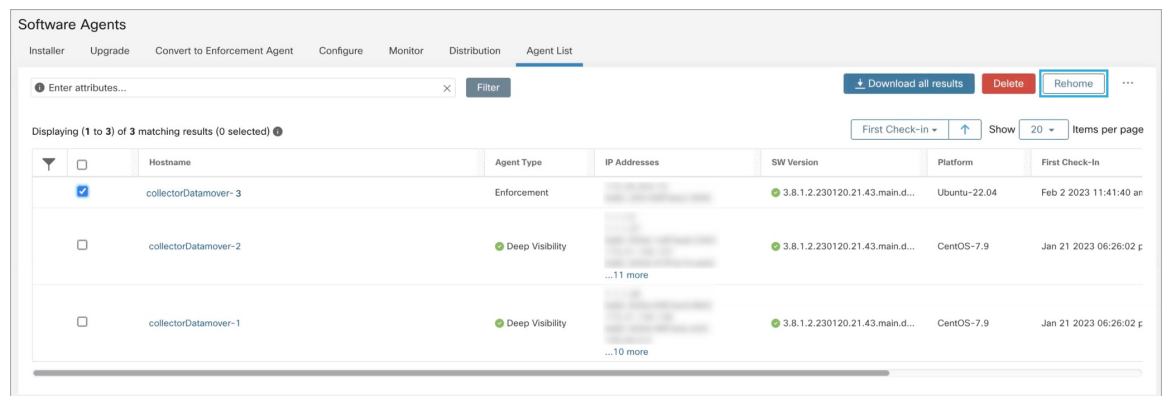 Software Agents
Installer Upgrade Convert to Enforcement Agent Configure Monitor Distribution Agent List
Enter attributes... Filter Download all results Delete Rehome ...
Displaying (1 to 3) of 3 matching results (0 selected) First Check-in Show 20 Items per page
Hostname Agent Type IP Addresses SW Version Platform First Check-In
collectorDatamover- 3 Enforcement 3.8.1.2.230120.21.43.main.d... Ubuntu-22.04 Feb 2 2023 11:41:40 am
collectorDatamover-2 Deep Visibility 3.8.1.2.230120.21.43.main.d... CentOS-7.9 Jan 21 2023 06:26:02 p
...11 more
collectorDatamover-1 Deep Visibility 3.8.1.2.230120.21.43.main.d... CentOS-7.9 Jan 21 2023 06:26:02 p
...10 more